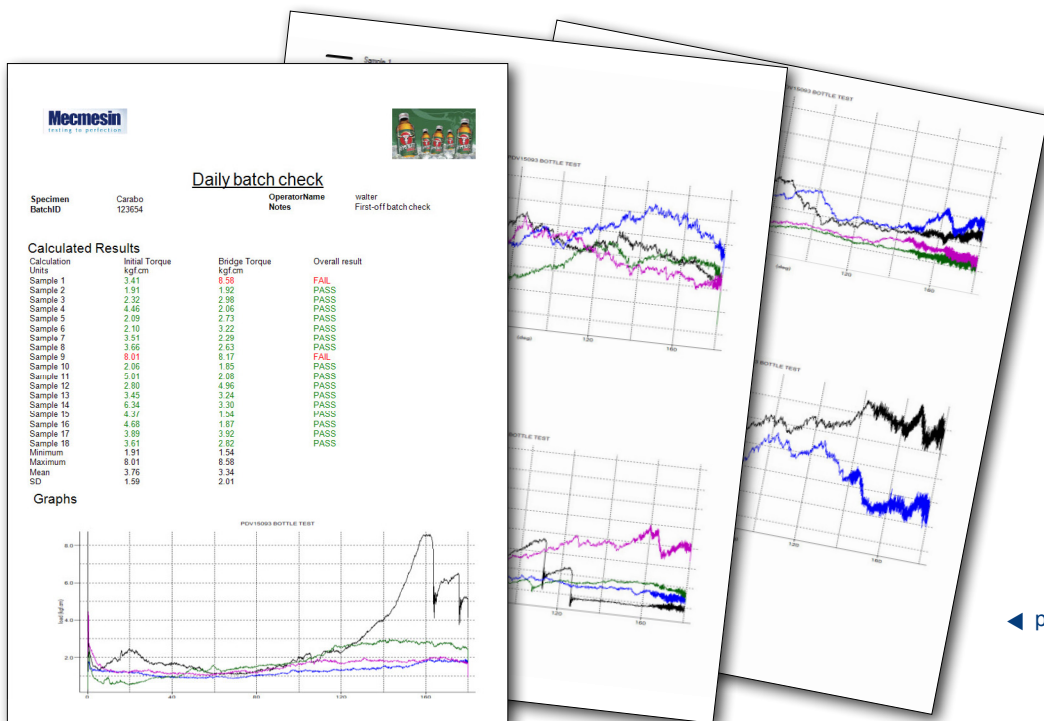 Mecmesin
testing to perfection
Daily batch check
Specimen Carabo OperatorName walter
BatchID 123654 Notes First-off batch check
Calculated Results
Calculation Initial Torque Bridge Torque Overall result
Units kgf.cm kgf.cm
Sample 1 3.41 8.58 FAIL
Sample 2 1.91 1.92 PASS
Sample 3 2.32 2.98 PASS
Sample 4 4.46 2.06 PASS
Sample 5 2.09 2.73 PASS
Sample 6 2.10 3.22 PASS
Sample 7 3.51 2.29 PASS
Sample 8 3.66 2.63 PASS
Sample 9 8.01 8.17 FAIL
Sample 10 2.06 1.85 PASS
Sample 11 5.01 2.08 PASS
Sample 12 2.80 4.96 PASS
Sample 13 3.45 3.24 PASS
Sample 14 6.34 3.30 PASS
Sample 15 4.37 1.54 PASS
Sample 16 4.68 1.87 PASS
Sample 17 3.89 3.92 PASS
Sample 18 3.61 2.82 PASS
Minimum 1.91 1.54
Maximum 8.01 8.58
Mean 3.76 3.34
SD 1.59 2.01
Graphs
PDV15093 BOTTLE TEST
8.0
6.0
4.0
2.0
load (kgf.cm)
0 40 80 120 160
Sample 1
PDV15093 BOTTLE TEST
(deg) 120 160
BOTTLE TEST
120 160
PDV15093 BOTTLE TEST
(deg) 120 160
BOTTLE TEST
120 160
p